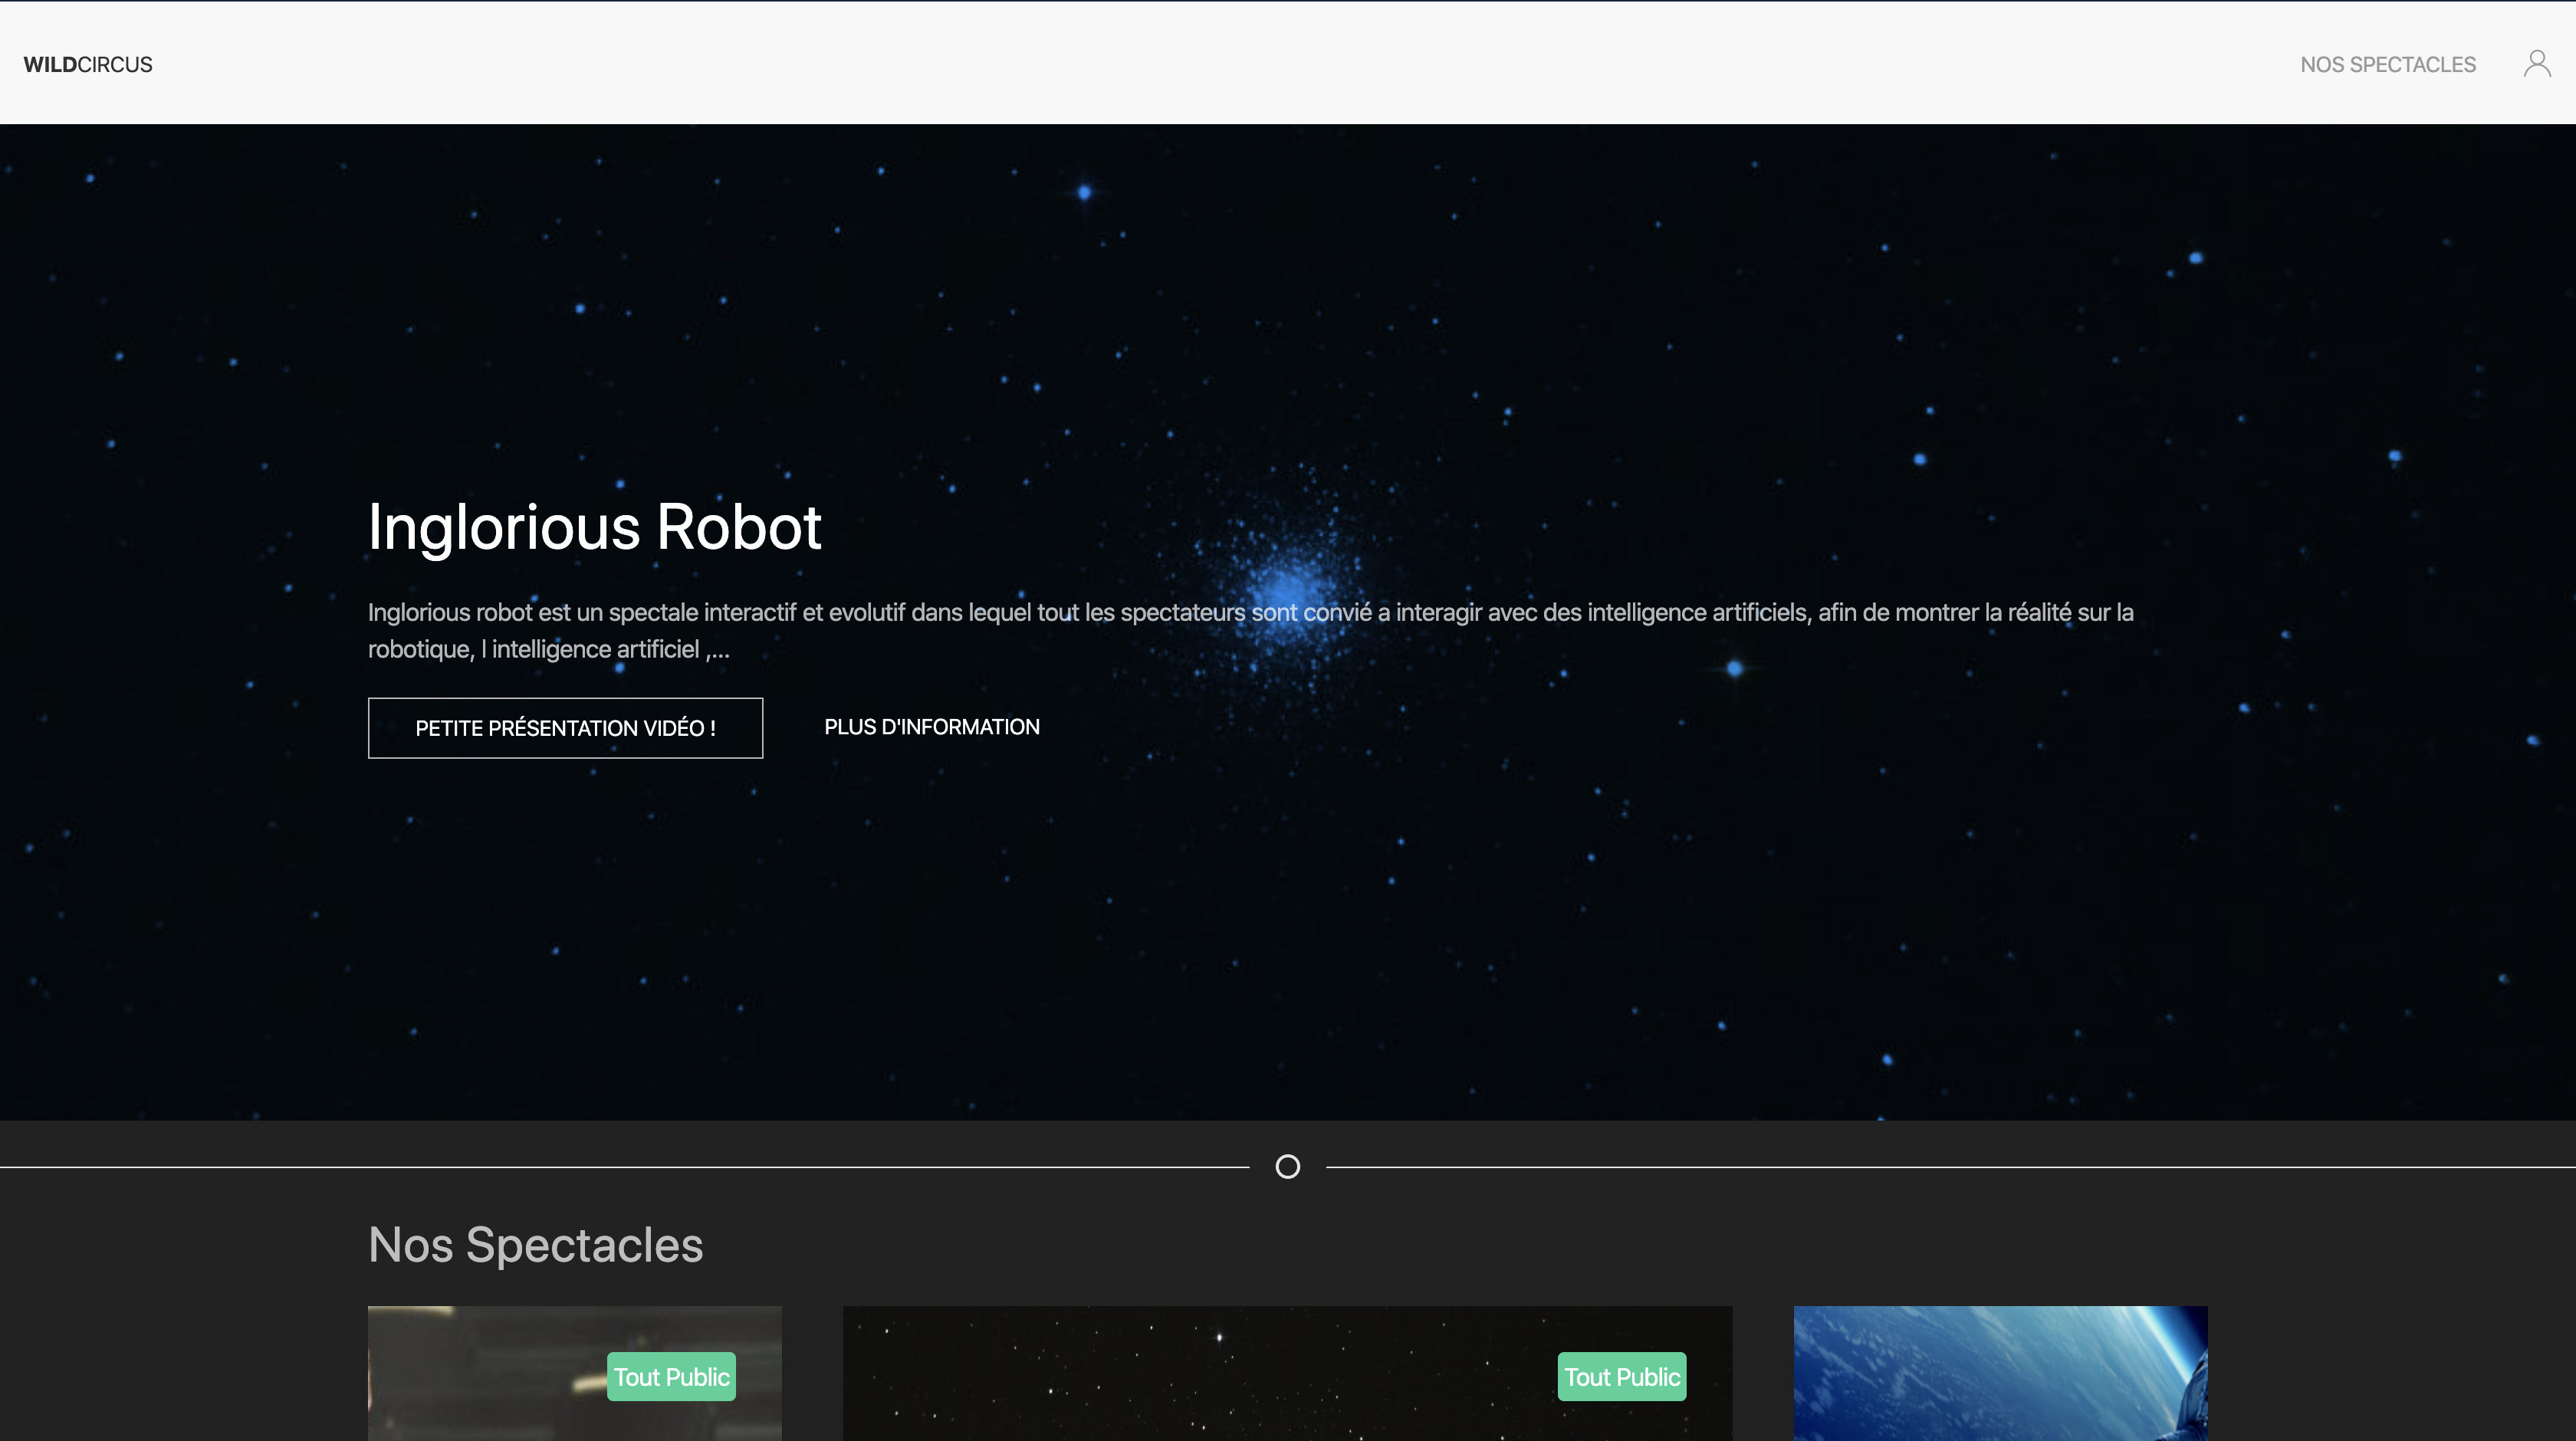 WILDCIRCUS
NOS SPECTACLES
Inglorious Robot
Inglorious robot est un spectale interactif et evolutif dans lequel tout les spectateurs sont convié a interagir avec des intelligence artificiels, afin de montrer la réalité sur la
robotique, l intelligence artificiel ,...
PETITE PRÉSENTATION VIDÉO !
PLUS D'INFORMATION
Nos Spectacles
Tout Public
Tout Public